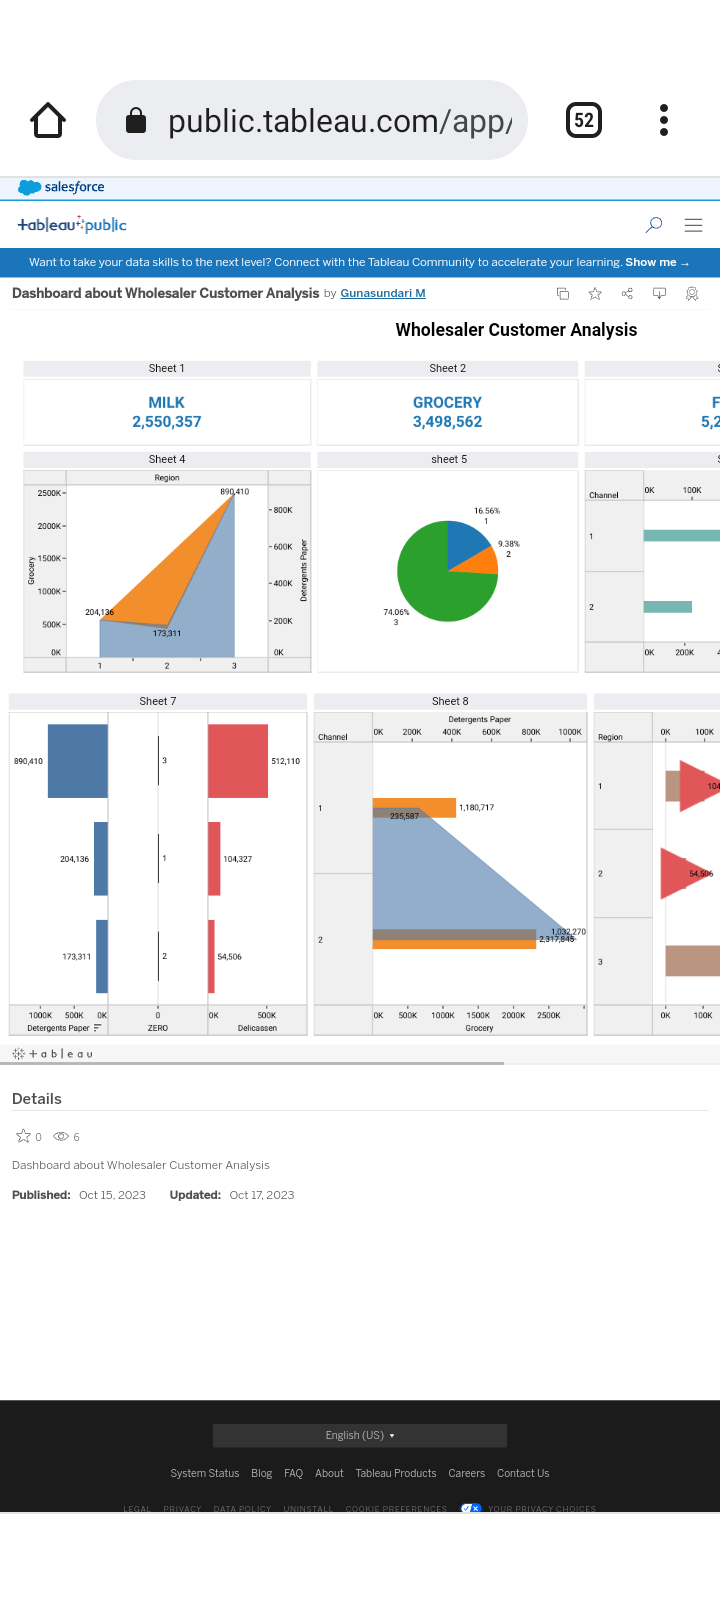 public.tableau.com/app/
52
salesforce
+ableau public
Want to take your data skills to the next level? Connect with the Tableau Community to accelerate your learning. Show me →
Dashboard about Wholesaler Customer Analysis by Gunasundari M
Wholesaler Customer Analysis
Sheet 1 Sheet 2 S
MILK GROCERY F
2,550,357 3,498,562 5,2
Sheet 4 sheet 5 S
Region
2500K
2000K
1500K
1000K
500K
0K
Grocery
890,410
204,136
173,311
800K
600K
400K
200K
0K
Detergents Paper
1 2 3
16.56%
1
9.38%
2
74.06%
3
Channel 0K 100K
1
2
0K 200K 4
Sheet 7 Sheet 8
890,410 3 512,110
204,136 1 104,327
173,311 2 54,506
1000K 500K 0K 0 0K 500K
Detergents Paper ZERO Delicassen
Detergents Paper
Channel 0K 200K 400K 600K 800K 1000K
1 1,180,717
235,587
1,032,270
2 2,317,845
0K 500K 1000K 1500K 2000K 2500K
Grocery
Region 0K 100K
1 104
2 54,506
3
0K 100K
+ a b | e a u
Details
0 6
Dashboard about Wholesaler Customer Analysis
Published: Oct 15, 2023 Updated: Oct 17, 2023
English (US)
System Status Blog FAQ About Tableau Products Careers Contact Us
LEGAL PRIVACY DATA POLICY UNINSTALL COOKIE PREFERENCES YOUR PRIVACY CHOICES